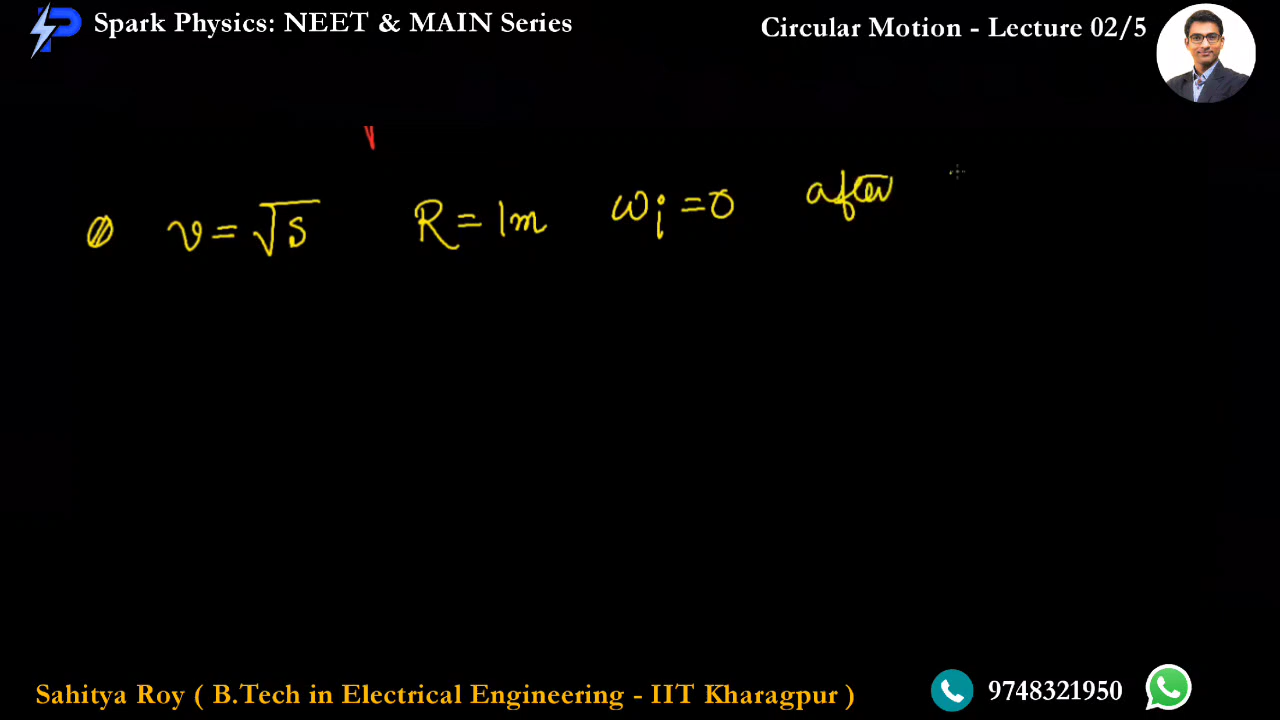 Spark Physics: NEET & MAIN Series
Circular Motion - Lecture 02/5
v = √s R = 1m ωi = 0 after
Sahitya Roy ( B.Tech in Electrical Engineering - IIT Kharagpur )
9748321950